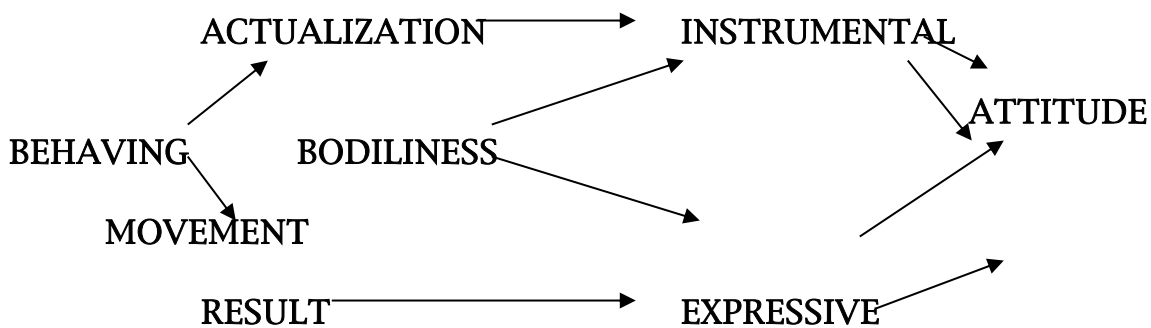 ACTUALIZATION INSTRUMENTAL
ATTITUDE
BEHAVING BODILINESS
MOVEMENT
RESULT EXPRESSIVE